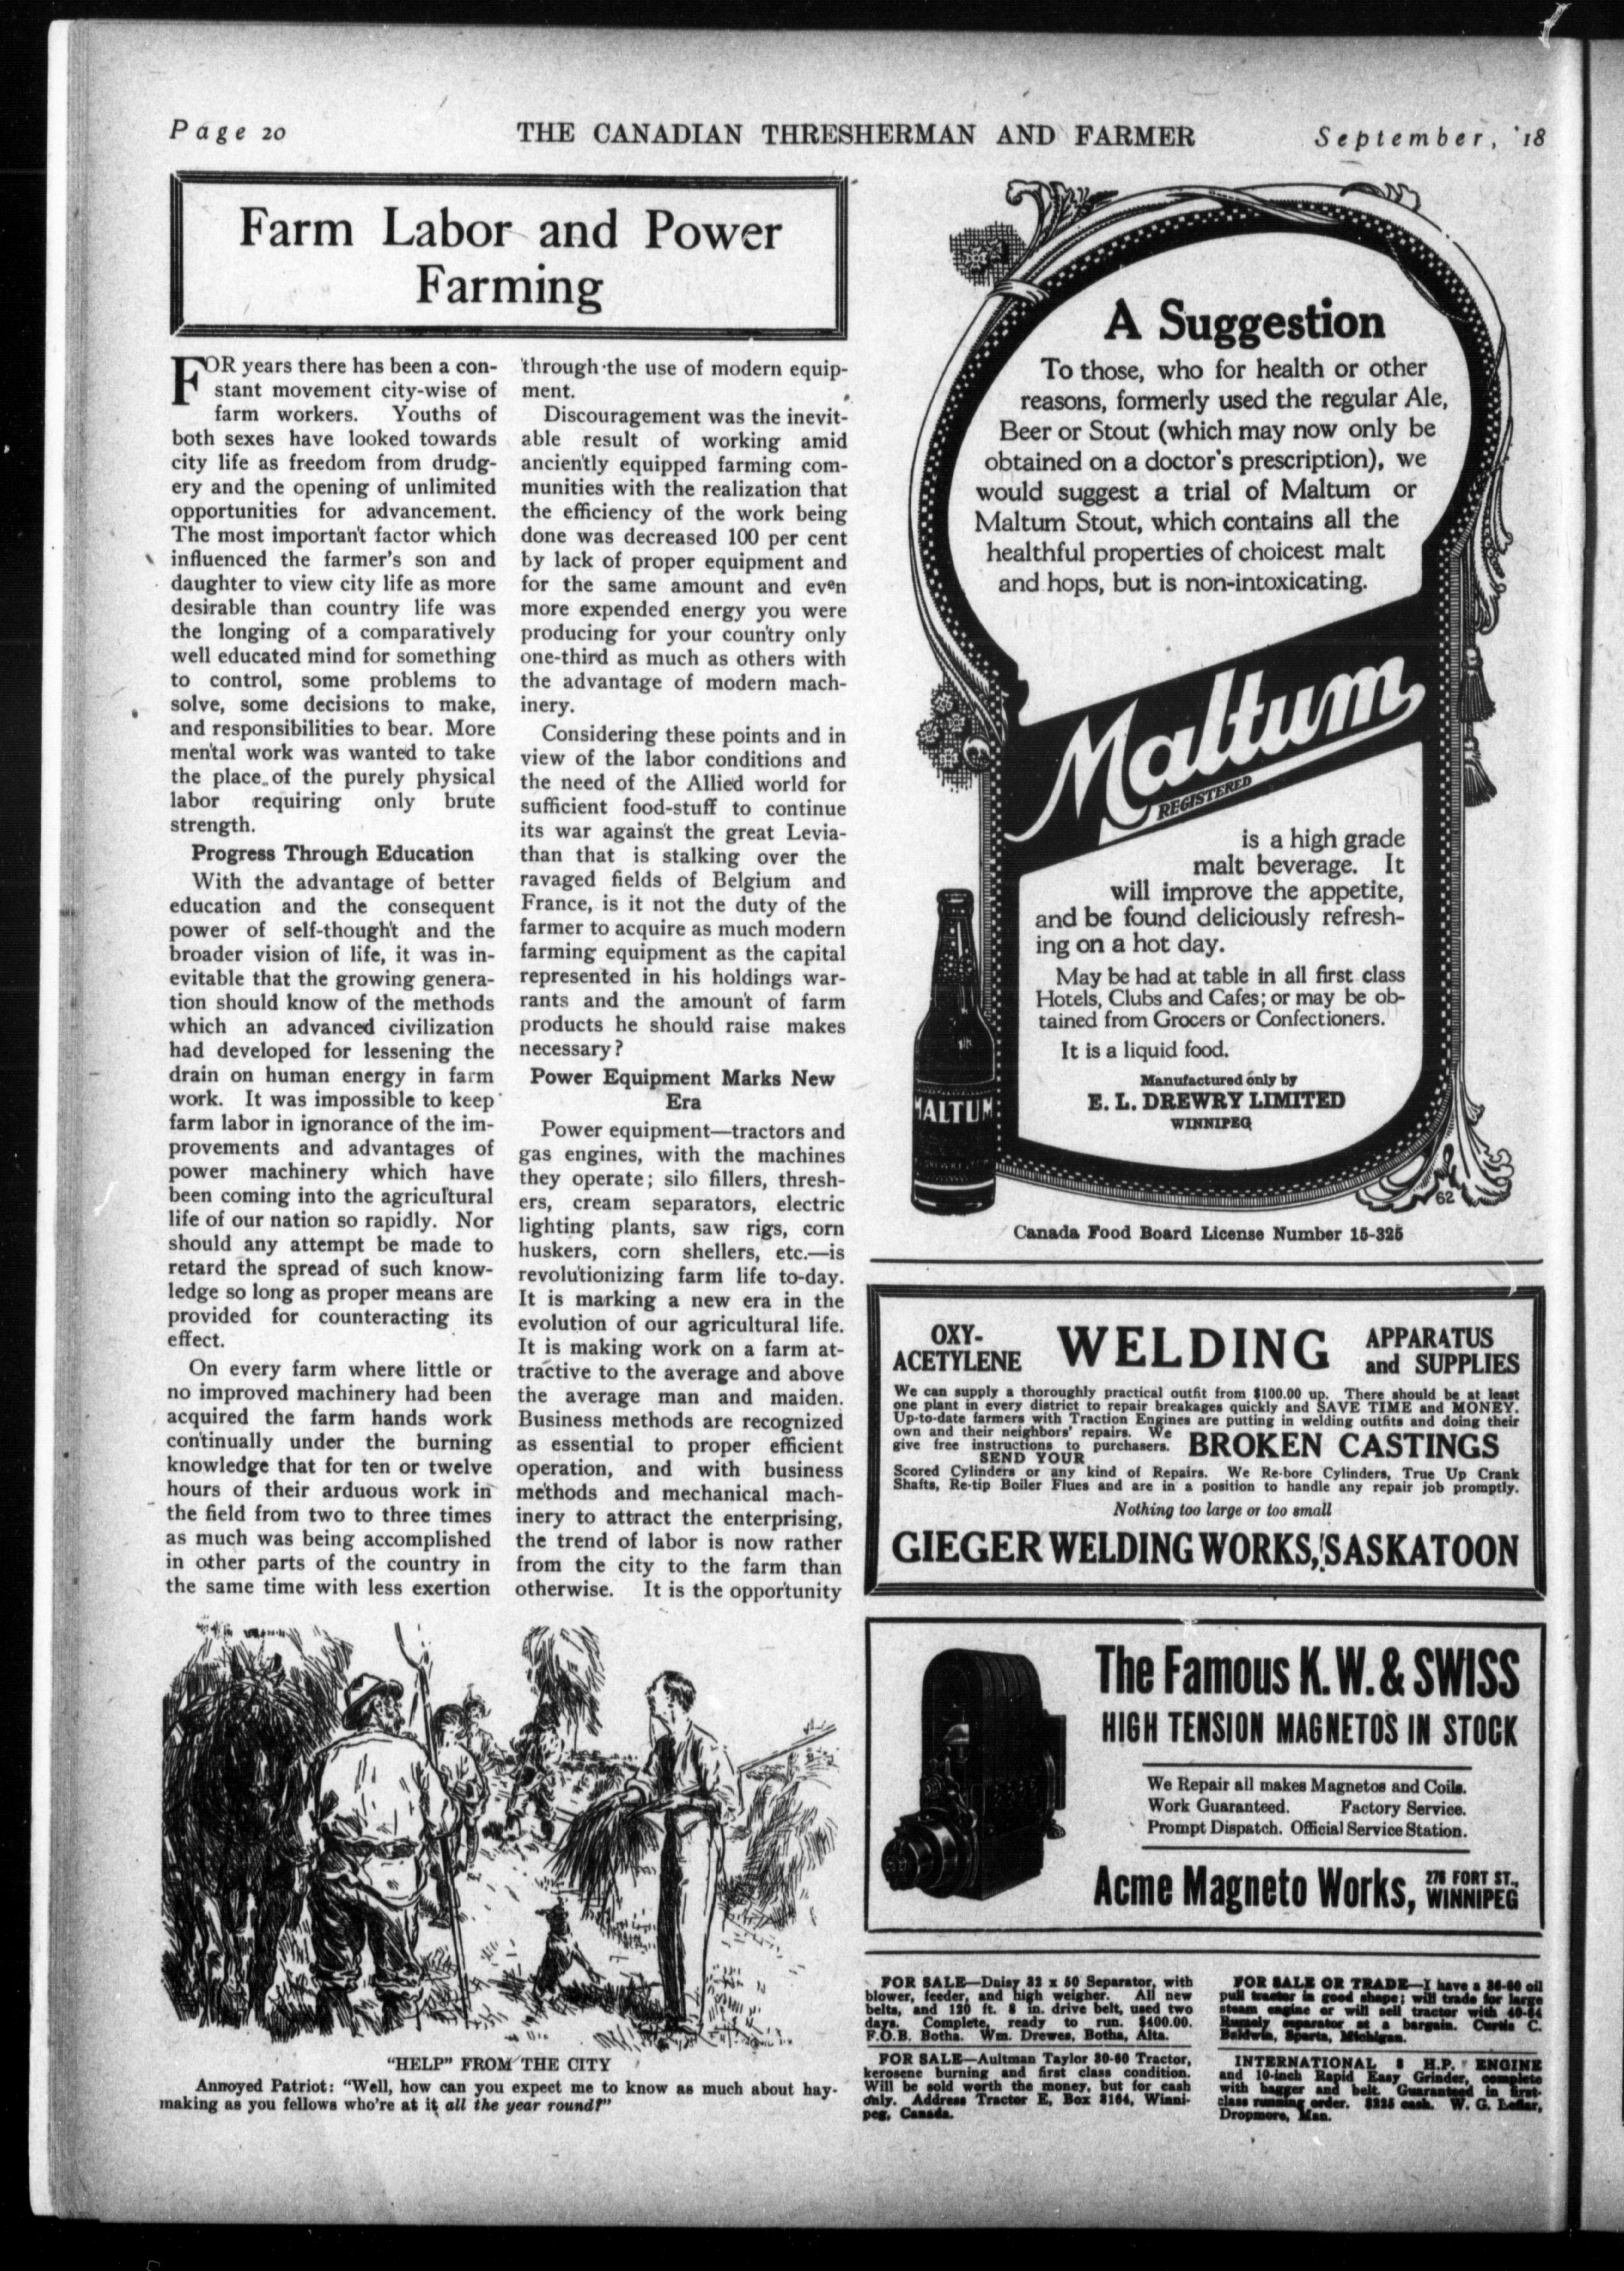 Page 20
THE CANADIAN THRESHERMAN AND FARMER
September, '18
Farm Labor and Power
Farming
FOR years there has been a con-
stant movement city-wise of
farm workers. Youths of
both sexes have looked towards
city life as freedom from drudg-
ery and the opening of unlimited
opportunities for advancement.
The most important factor which
influenced the farmer's son and
daughter to view city life as more
desirable than country life was
the longing of a comparatively
well educated mind for something
to control, some problems to
solve, some decisions to make,
and responsibilities to bear. More
mental work was wanted to take
the place of the purely physical
labor requiring only brute
strength.
Progress Through Education
With the advantage of better
education and the consequent
power of self-thought and the
broader vision of life, it was in-
evitable that the growing genera-
tion should know of the methods
which an advanced civilization
had developed for lessening the
drain on human energy in farm
work. It was impossible to keep
farm labor in ignorance of the im-
provements and advantages of
power machinery which have
been coming into the agricultural
life of our nation so rapidly. Nor
should any attempt be made to
retard the spread of such know-
ledge so long as proper means are
provided for counteracting its
effect.
On every farm where little or
no improved machinery had been
acquired the farm hands work
continually under the burning
knowledge that for ten or twelve
hours of their arduous work in
the field from two to three times
as much was being accomplished
in other parts of the country in
the same time with less exertion
through the use of modern equip-
ment.
Discouragement was the inevit-
able result of working amid
anciently equipped farming com-
munities with the realization that
the efficiency of the work being
done was decreased 100 per cent
by lack of proper equipment and
for the same amount and even
more expended energy you were
producing for your country only
one-third as much as others with
the advantage of modern mach-
inery.
Considering these points and in
view of the labor conditions and
the need of the Allied world for
sufficient food-stuff to continue
its war against the great Levia-
than that is stalking over the
ravaged fields of Belgium and
France, is it not the duty of the
farmer to acquire as much modern
farming equipment as the capital
represented in his holdings war-
rants and the amount of farm
products he should raise makes
necessary?
Power Equipment Marks New
Era
Power equipment—tractors and
gas engines, with the machines
they operate; silo fillers, thresh-
ers, cream separators, electric
lighting plants, saw rigs, corn
huskers, corn shellers, etc.—is
revolutionizing farm life to-day.
It is marking a new era in the
evolution of our agricultural life.
It is making work on a farm at-
tractive to the average and above
the average man and maiden.
Business methods are recognized
as essential to proper efficient
operation, and with business
methods and mechanical mach-
inery to attract the enterprising,
the trend of labor is now rather
from the city to the farm than
otherwise. It is the opportunity
"HELP" FROM THE CITY
Annoyed Patriot: "Well, how can you expect me to know as much about hay-
making as you fellows who're at it all the year round?"
A Suggestion
To those, who for health or other
reasons, formerly used the regular Ale,
Beer or Stout (which may now only be
obtained on a doctor's prescription), we
would suggest a trial of Maltum or
Maltum Stout, which contains all the
healthful properties of choicest malt
and hops, but is non-intoxicating.
Maltum
REGISTERED
is a high grade
malt beverage. It
will improve the appetite,
and be found deliciously refresh-
ing on a hot day.
May be had at table in all first class
Hotels, Clubs and Cafes; or may be ob-
tained from Grocers or Confectioners.
It is a liquid food.
Manufactured only by
E. L. DREWRY LIMITED
WINNIPEG
MALTUM
62
Canada Food Board License Number 15-325
OXY-
ACETYLENE
WELDING
APPARATUS
and SUPPLIES
We can supply a thoroughly practical outfit from $100.00 up. There should be at least
one plant in every district to repair breakages quickly and SAVE TIME and MONEY.
Up-to-date farmers with Traction Engines are putting in welding outfits and doing their
own and their neighbors' repairs. We
give free instructions to purchasers.
SEND YOUR
BROKEN CASTINGS
Scored Cylinders or any kind of Repairs. We Re-bore Cylinders, True Up Crank
Shafts, Re-tip Boiler Flues and are in a position to handle any repair job promptly.
Nothing too large or too small
GIEGER WELDING WORKS, SASKATOON
The Famous K. W. & SWISS
HIGH TENSION MAGNETOS IN STOCK
We Repair all makes Magnetos and Coils.
Work Guaranteed. Factory Service.
Prompt Dispatch. Official Service Station.
Acme Magneto Works, 278 FORT ST.,
WINNIPEG
FOR SALE—Daisy 32 x 50 Separator, with
blower, feeder, and high weigher. All new
belts, and 120 ft. 8 in. drive belt, used two
days. Complete, ready to run. $400.00.
F.O.B. Botha. Wm. Drewes, Botha, Alta.
FOR SALE—Aultman Taylor 30-60 Tractor,
kerosene burning and first class condition.
Will be sold worth the money, but for cash
only. Address Tractor E, Box 3164, Winni-
peg, Canada.
FOR SALE OR TRADE—I have a 36-60 oil
pull tractor in good shape; will trade for large
steam engine or will sell tractor with 40-64
Rumely separator at a bargain. Curtis C.
Baldwin, Sparta, Michigan.
INTERNATIONAL 8 H.P. ENGINE
and 10-inch Rapid Easy Grinder, complete
with bagger and belt. Guaranteed in first-
class running order. $225 cash. W. G. Leflar,
Dropmore, Man.